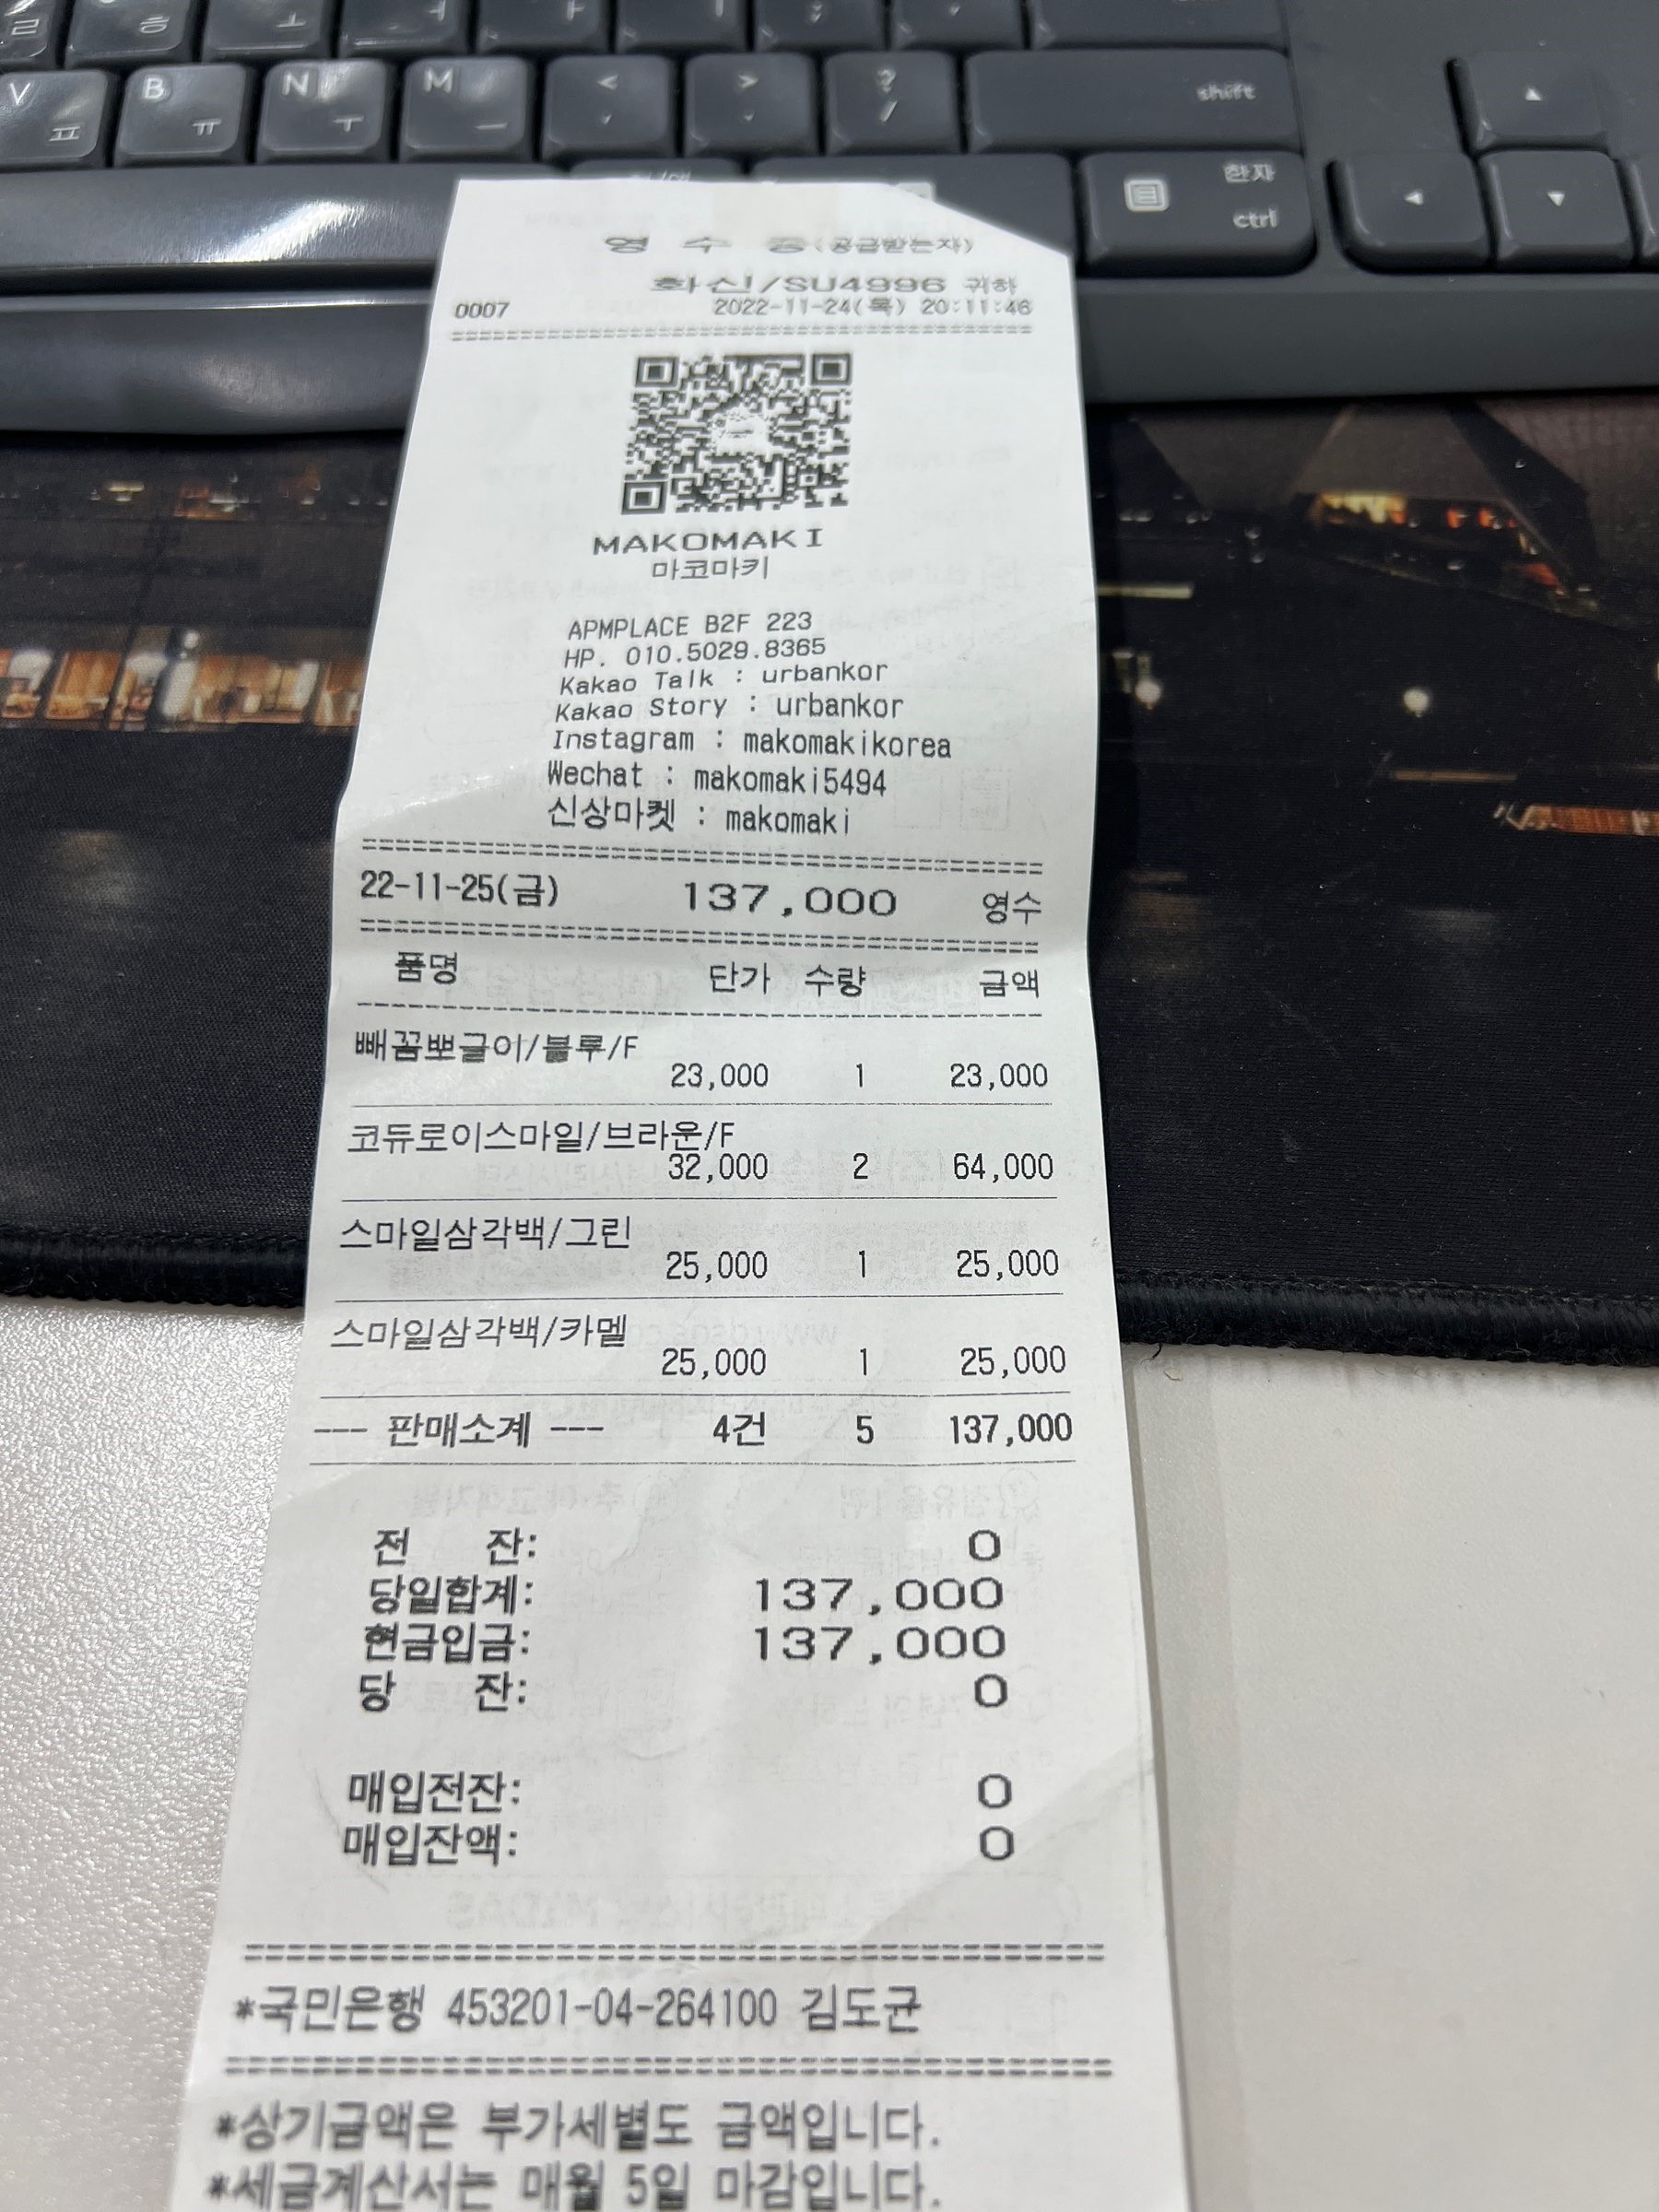 ㄹ ㅎ ㅗ ㅓ ㅏ ㅣ ; '
V ㅍ B ㅠ N ㅜ M ㅡ < , > . ? / shift
한자
ctrl
영 수 증(공급받는자)
화신/SU4996 귀하
0007 2022-11-24(목) 20:11:46
MAKOMAKI
마코마키
APMPLACE B2F 223
HP. 010.5029.8365
Kakao Talk : urbankor
Kakao Story : urbankor
Instagram : makomakikorea
Wechat : makomaki5494
신상마켓 : makomaki
22-11-25(금) 137,000 영수
품명 단가 수량 금액
빼꼼뽀글이/블루/F
23,000 1 23,000
코듀로이스마일/브라운/F
32,000 2 64,000
스마일삼각백/그린
25,000 1 25,000
스마일삼각백/카멜
25,000 1 25,000
--- 판매소계 --- 4건 5 137,000
전 잔: 0
당일합계: 137,000
현금입금: 137,000
당 잔: 0
매입전잔: 0
매입잔액: 0
*국민은행 453201-04-264100 김도균
*상기금액은 부가세별도 금액입니다.
*세금계산서는 매월 5일 마감입니다.